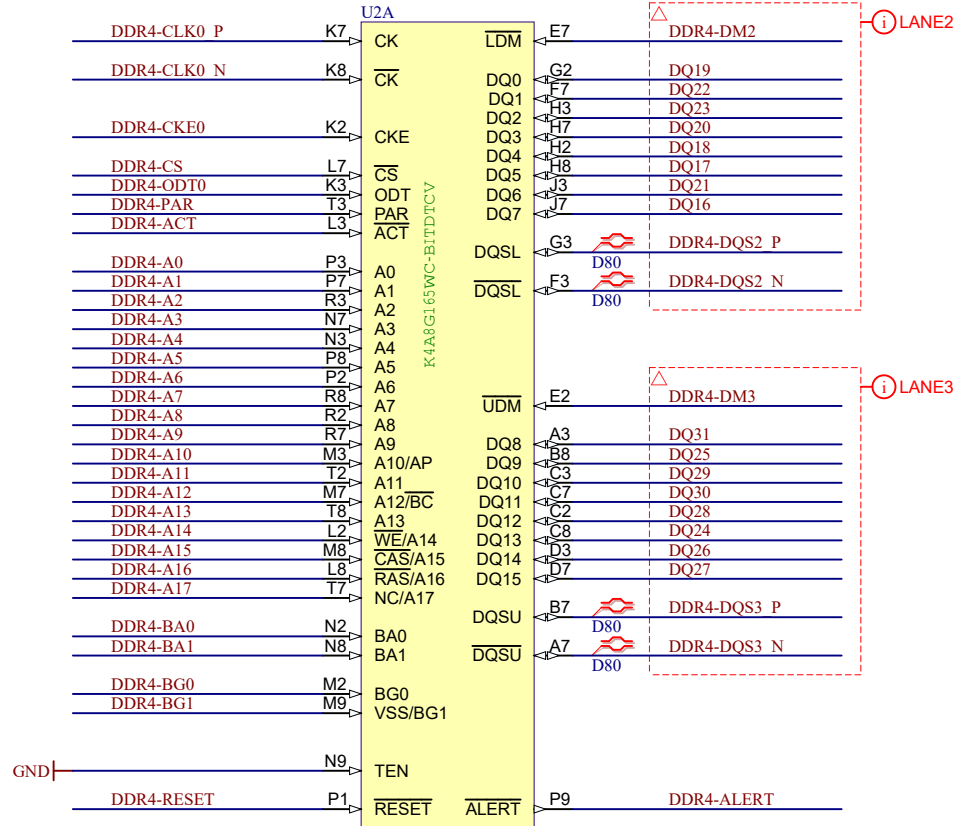 U2A
DDR4-CLK0_P K7 CK LDM E7 DDR4-DM2 LANE2
DDR4-CLK0_N K8 CK DQ0 G2 DQ19
DQ1 F7 DQ22
DQ2 H3 DQ23
DDR4-CKE0 K2 CKE DQ3 H7 DQ20
DQ4 H2 DQ18
DDR4-CS L7 CS DQ5 H8 DQ17
DDR4-ODT0 K3 ODT DQ6 J3 DQ21
DDR4-PAR T3 PAR DQ7 J7 DQ16
DDR4-ACT L3 ACT
DQSL G3 DDR4-DQS2_P
D80
DDR4-A0 P3 A0
DDR4-A1 P7 A1 DQSL F3 DDR4-DQS2_N
D80
DDR4-A2 R3 A2
DDR4-A3 N7 A3
DDR4-A4 N3 A4
DDR4-A5 P8 A5
DDR4-A6 P2 A6
DDR4-A7 R8 A7 UDM E2 DDR4-DM3 LANE3
DDR4-A8 R2 A8
DDR4-A9 R7 A9 DQ8 A3 DQ31
DDR4-A10 M3 A10/AP DQ9 B8 DQ25
DDR4-A11 T2 A11 DQ10 C3 DQ29
DDR4-A12 M7 A12/BC DQ11 C7 DQ30
DDR4-A13 T8 A13 DQ12 C2 DQ28
DDR4-A14 L2 WE/A14 DQ13 C8 DQ24
DDR4-A15 M8 CAS/A15 DQ14 D3 DQ26
DDR4-A16 L8 RAS/A16 DQ15 D7 DQ27
DDR4-A17 T7 NC/A17
DQSU B7 DDR4-DQS3_P
D80
DDR4-BA0 N2 BA0
DDR4-BA1 N8 BA1 DQSU A7 DDR4-DQS3_N
D80
DDR4-BG0 M2 BG0
DDR4-BG1 M9 VSS/BG1
GND N9 TEN
DDR4-RESET P1 RESET ALERT P9 DDR4-ALERT
K4A8G165WC-BITDTCV